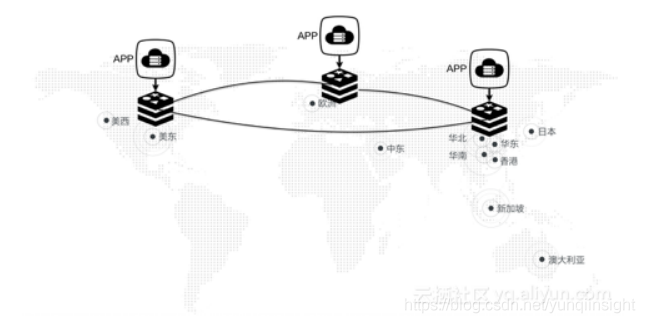 APP
APP
APP
欧洲
美西
美东
日本
华北
华东
中东
华南
香港
新加坡
澳大利亚
云栖社区 yq.aliyun.com
https://blog.csdn.net/yunqiinsight